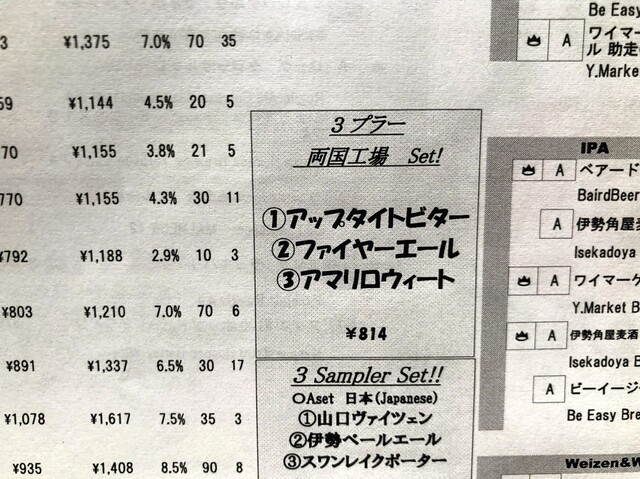 3 ¥1,375 7.0% 70 35
59 ¥1,144 4.5% 20 5
70 ¥1,155 3.8% 21 5
770 ¥1,155 4.3% 30 11
¥792 ¥1,188 2.9% 10 3
¥803 ¥1,210 7.0% 70 6
¥891 ¥1,337 6.5% 30 17
¥1,078 ¥1,617 7.5% 35 3
¥935 ¥1,408 8.5% 90 8
3プラー
両国工場 Set!
①アップタイトビター
②ファイヤーエール
③アマリロウィート
¥814
3 Sampler Set!!
〇Aset 日本(Japanese)
①山口ヴァイツェン
②伊勢ペールエール
③スワンレイクポーター
Be Easy
A ワイマー
ル 助走
Y.Market
IPA
A ベアード
BairdBeer
A 伊勢角屋麦
Isekadoya
A ワイマーケ
Y.Market B
A 伊勢角屋麦酒
Isekadoya B
A ビーイージ
Be Easy Bre
Weizen&W